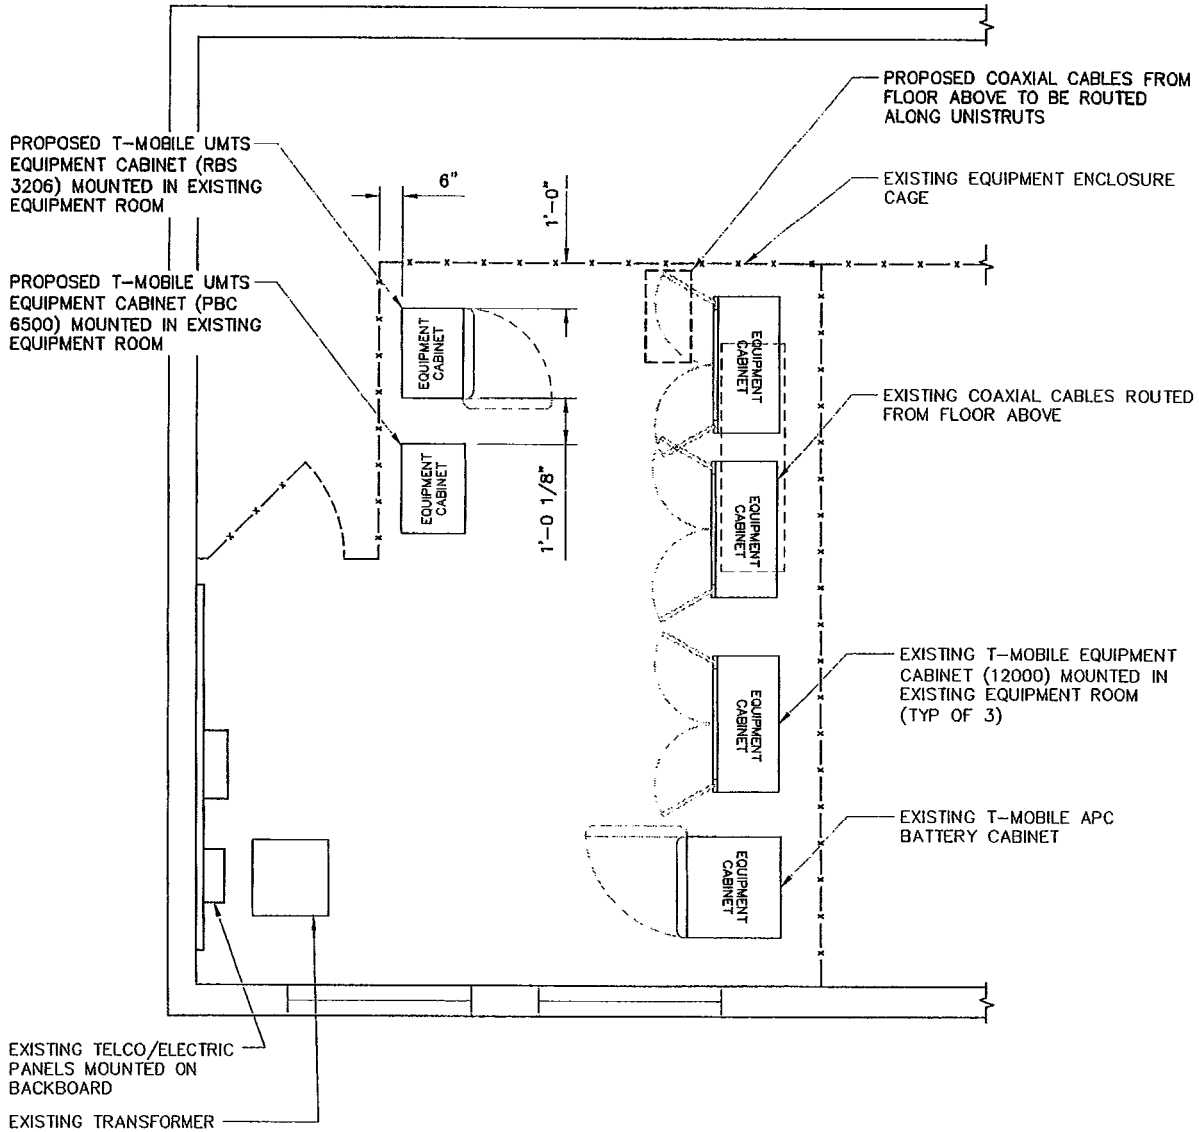 PROPOSED COAXIAL CABLES FROM
FLOOR ABOVE TO BE ROUTED
ALONG UNISTRUTS
PROPOSED T-MOBILE UMTS
EQUIPMENT CABINET (RBS
3206) MOUNTED IN EXISTING
EQUIPMENT ROOM
6"
1'-0"
EXISTING EQUIPMENT ENCLOSURE
CAGE
PROPOSED T-MOBILE UMTS
EQUIPMENT CABINET (PBC
6500) MOUNTED IN EXISTING
EQUIPMENT ROOM
EQUIPMENT
CABINET
EQUIPMENT
CABINET
EXISTING COAXIAL CABLES ROUTED
FROM FLOOR ABOVE
EQUIPMENT
CABINET
1'-0 1/8"
EQUIPMENT
CABINET
EXISTING T-MOBILE EQUIPMENT
CABINET (12000) MOUNTED IN
EXISTING EQUIPMENT ROOM
(TYP OF 3)
EQUIPMENT
CABINET
EXISTING T-MOBILE APC
BATTERY CABINET
EQUIPMENT
CABINET
EXISTING TELCO/ELECTRIC
PANELS MOUNTED ON
BACKBOARD
EXISTING TRANSFORMER